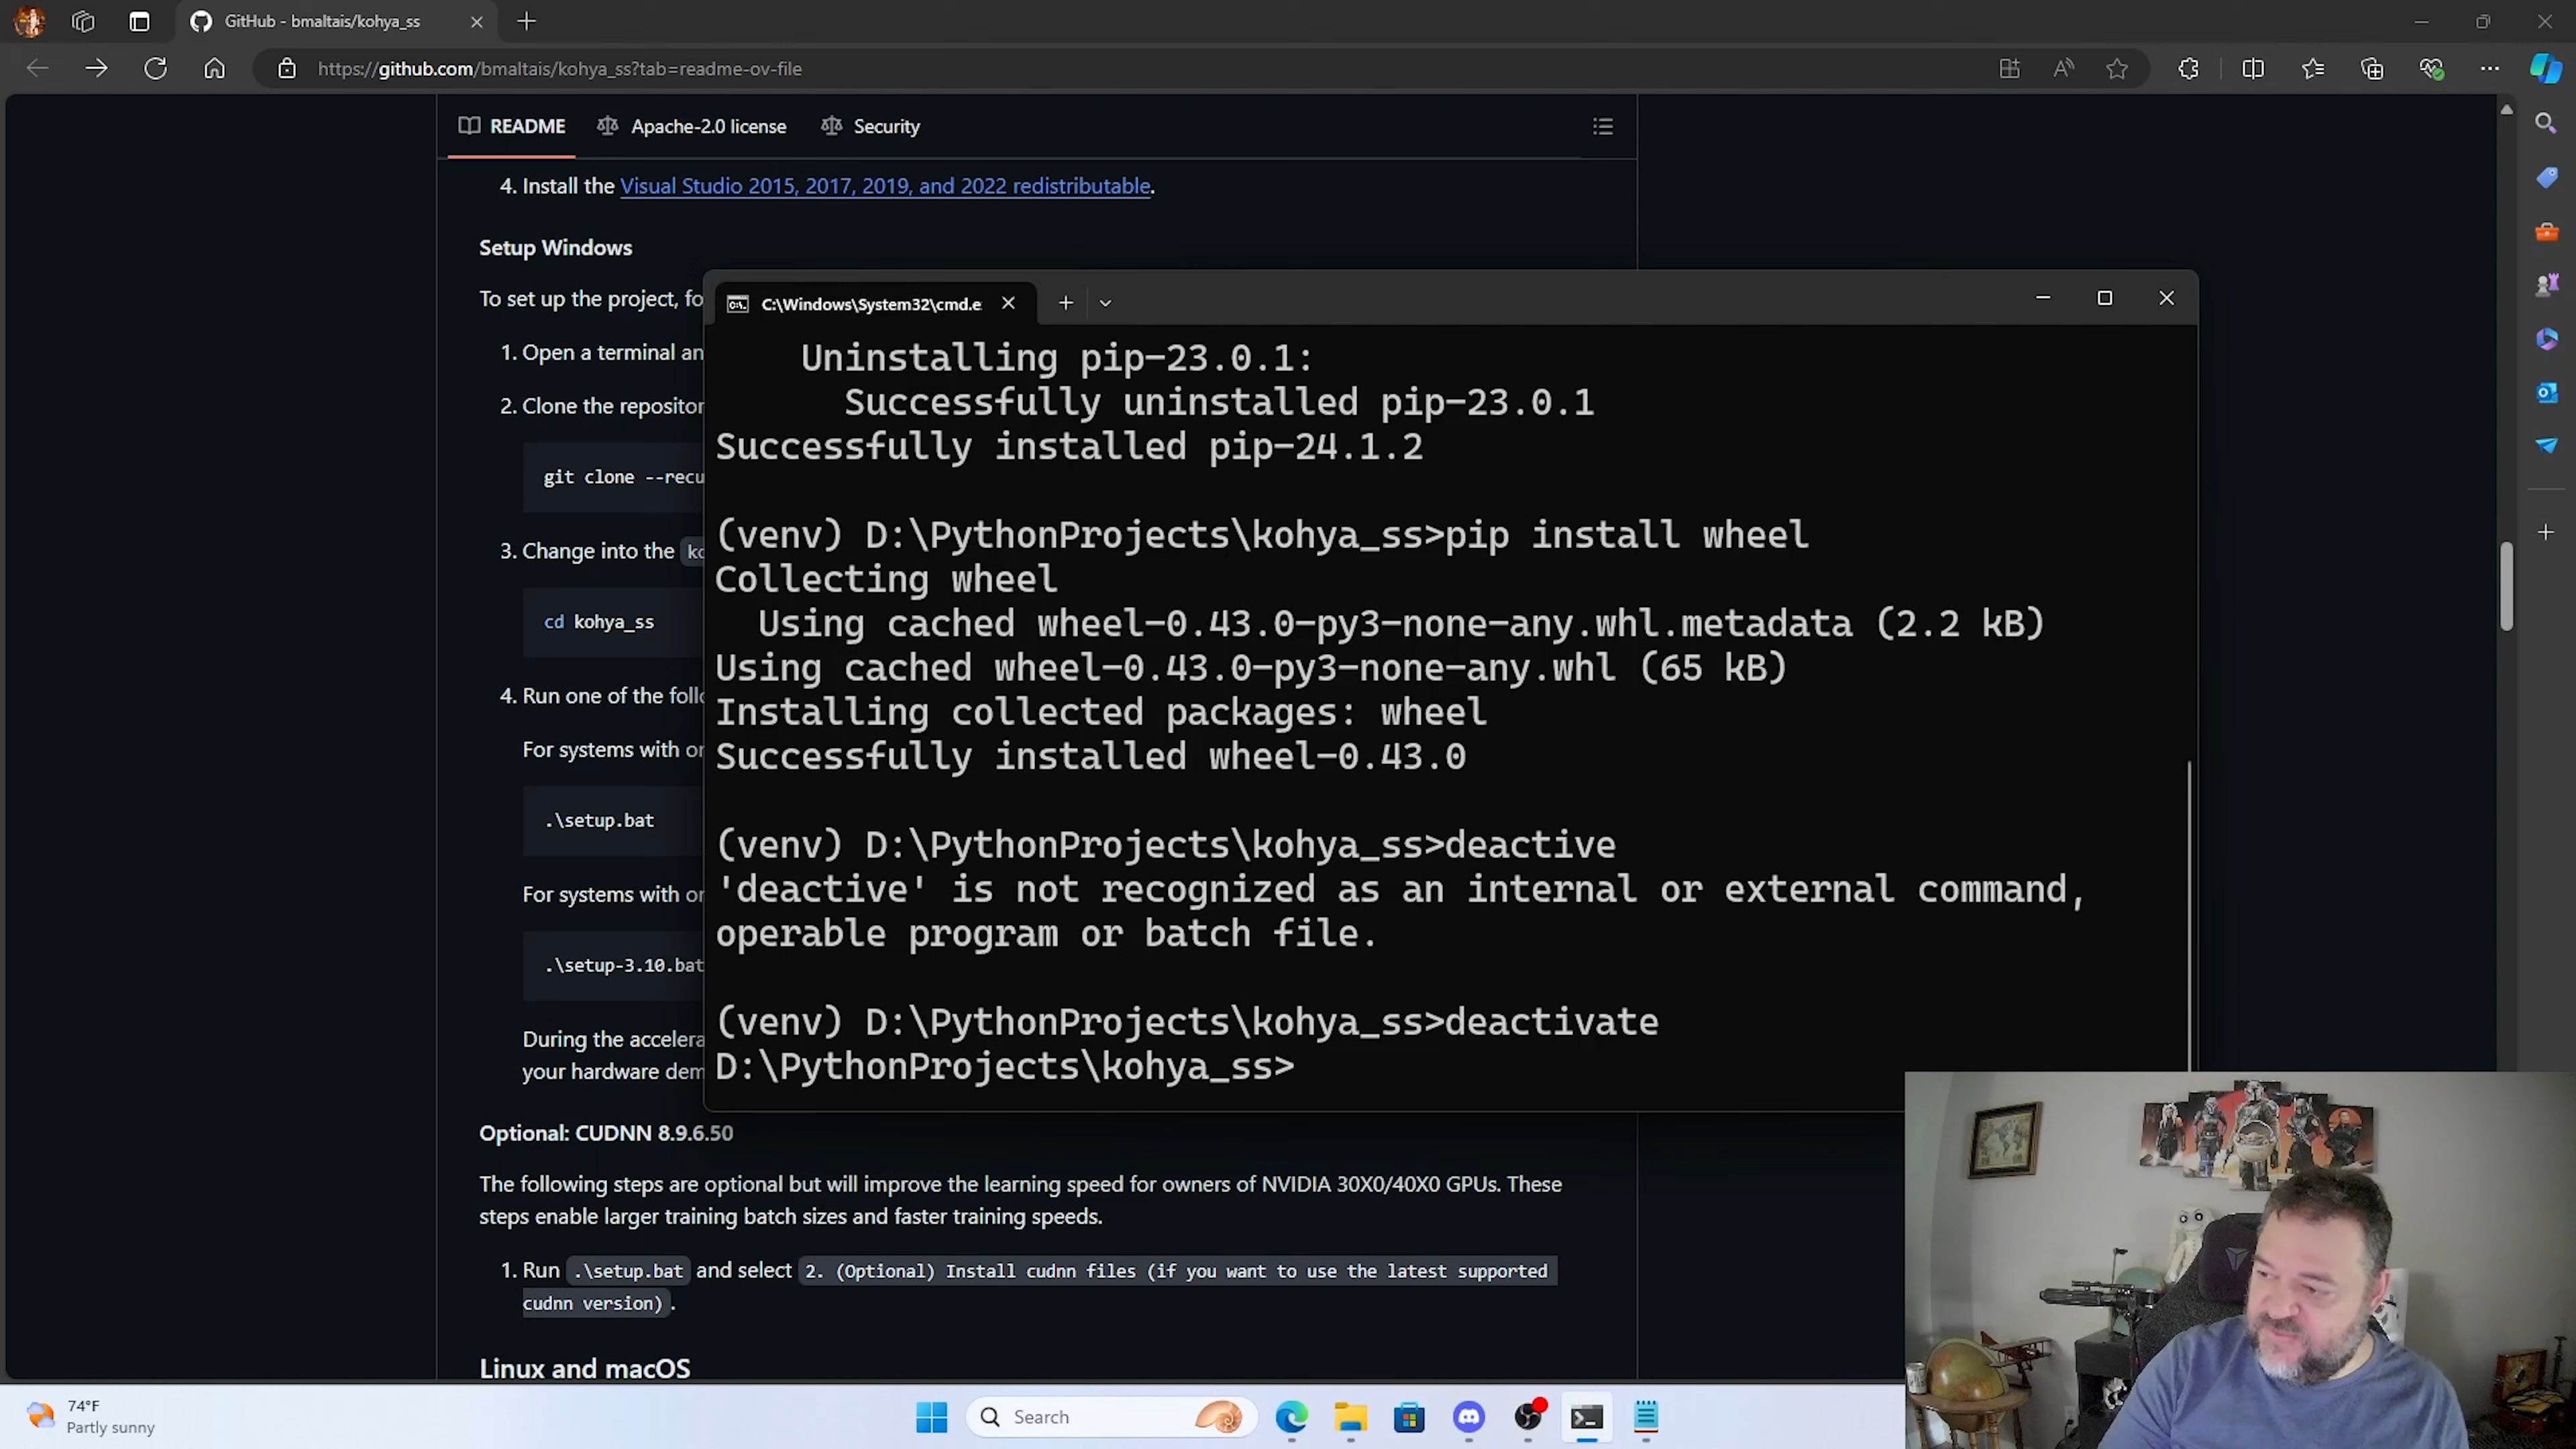 GitHub - bmaltais/kohya_ss
https://github.com/bmaltais/kohya_ss?tab=readme-ov-file
README
Apache-2.0 license
Security
4. Install the Visual Studio 2015, 2017, 2019, and 2022 redistributable.
Setup Windows
To set up the project, fo
1. Open a terminal an
2. Clone the repositor
git clone --recu
3. Change into the ko
cd kohya_ss
4. Run one of the follo
For systems with or
.\setup.bat
For systems with or
.\setup-3.10.bat
During the accelera
your hardware dem
C:\Windows\System32\cmd.e
Uninstalling pip-23.0.1:
Successfully uninstalled pip-23.0.1
Successfully installed pip-24.1.2
(venv) D:\PythonProjects\kohya_ss>pip install wheel
Collecting wheel
Using cached wheel-0.43.0-py3-none-any.whl.metadata (2.2 kB)
Using cached wheel-0.43.0-py3-none-any.whl (65 kB)
Installing collected packages: wheel
Successfully installed wheel-0.43.0
(venv) D:\PythonProjects\kohya_ss>deactive
'deactive' is not recognized as an internal or external command,
operable program or batch file.
(venv) D:\PythonProjects\kohya_ss>deactivate
D:\PythonProjects\kohya_ss>
Optional: CUDNN 8.9.6.50
The following steps are optional but will improve the learning speed for owners of NVIDIA 30X0/40X0 GPUs. These
steps enable larger training batch sizes and faster training speeds.
1. Run .\setup.bat and select 2. (Optional) Install cudnn files (if you want to use the latest supported
cudnn version).
Linux and macOS
74°F
Partly sunny
Search